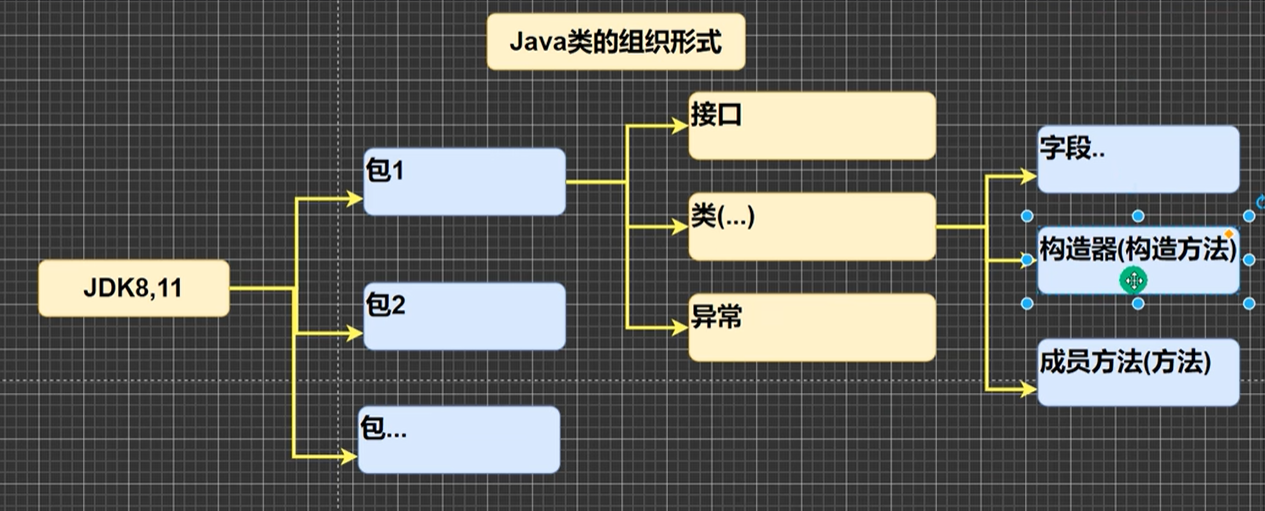 Java类的组织形式
JDK8,11
包1
包2
包...
接口
类(...)
异常
字段..
构造器(构造方法)
成员方法(方法)